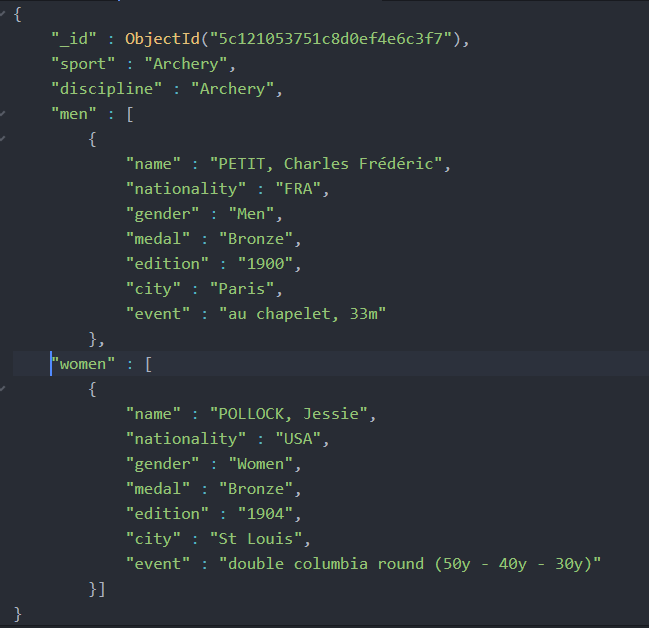 {
    "_id" : ObjectId("5c121053751c8d0ef4e6c3f7"),
    "sport" : "Archery",
    "discipline" : "Archery",
    "men" : [
        {
            "name" : "PETIT, Charles Frédéric",
            "nationality" : "FRA",
            "gender" : "Men",
            "medal" : "Bronze",
            "edition" : "1900",
            "city" : "Paris",
            "event" : "au chapelet, 33m"
        },
    "women" : [
        {
            "name" : "POLLOCK, Jessie",
            "nationality" : "USA",
            "gender" : "Women",
            "medal" : "Bronze",
            "edition" : "1904",
            "city" : "St Louis",
            "event" : "double columbia round (50y - 40y - 30y)"
        }]
}